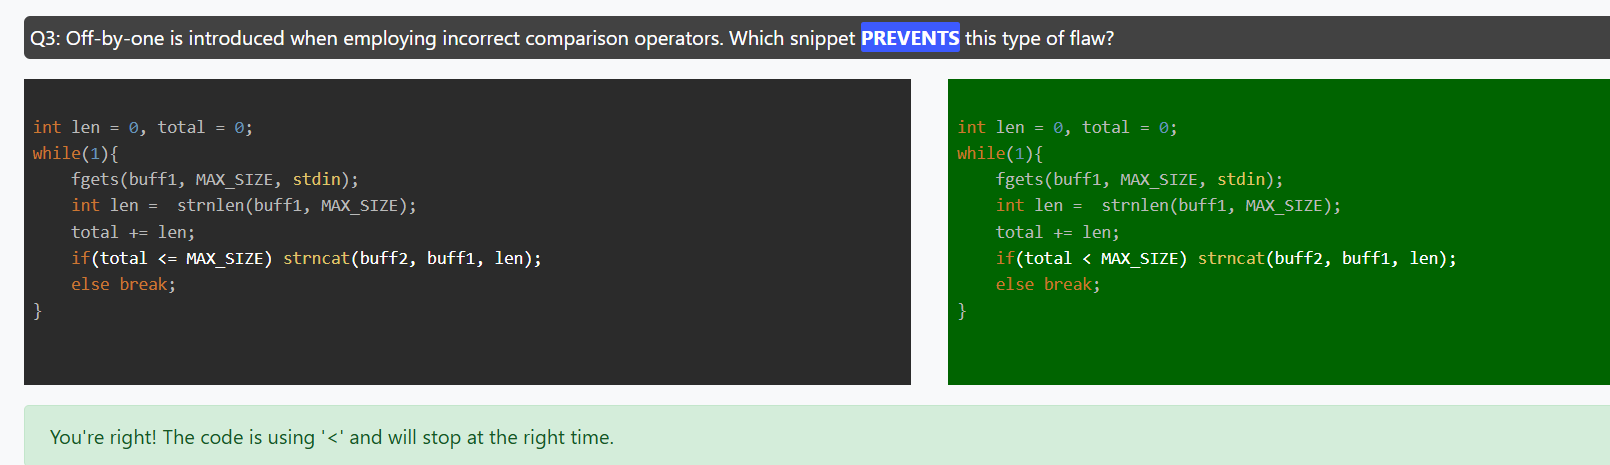 Q3: Off-by-one is introduced when employing incorrect comparison operators. Which snippet PREVENTS this type of flaw?
int len = 0, total = 0;
while(1){
    fgets(buff1, MAX_SIZE, stdin);
    int len =  strnlen(buff1, MAX_SIZE);
    total += len;
    if(total <= MAX_SIZE) strncat(buff2, buff1, len);
    else break;
}
int len = 0, total = 0;
while(1){
    fgets(buff1, MAX_SIZE, stdin);
    int len =  strnlen(buff1, MAX_SIZE);
    total += len;
    if(total < MAX_SIZE) strncat(buff2, buff1, len);
    else break;
}
You're right! The code is using '<' and will stop at the right time.